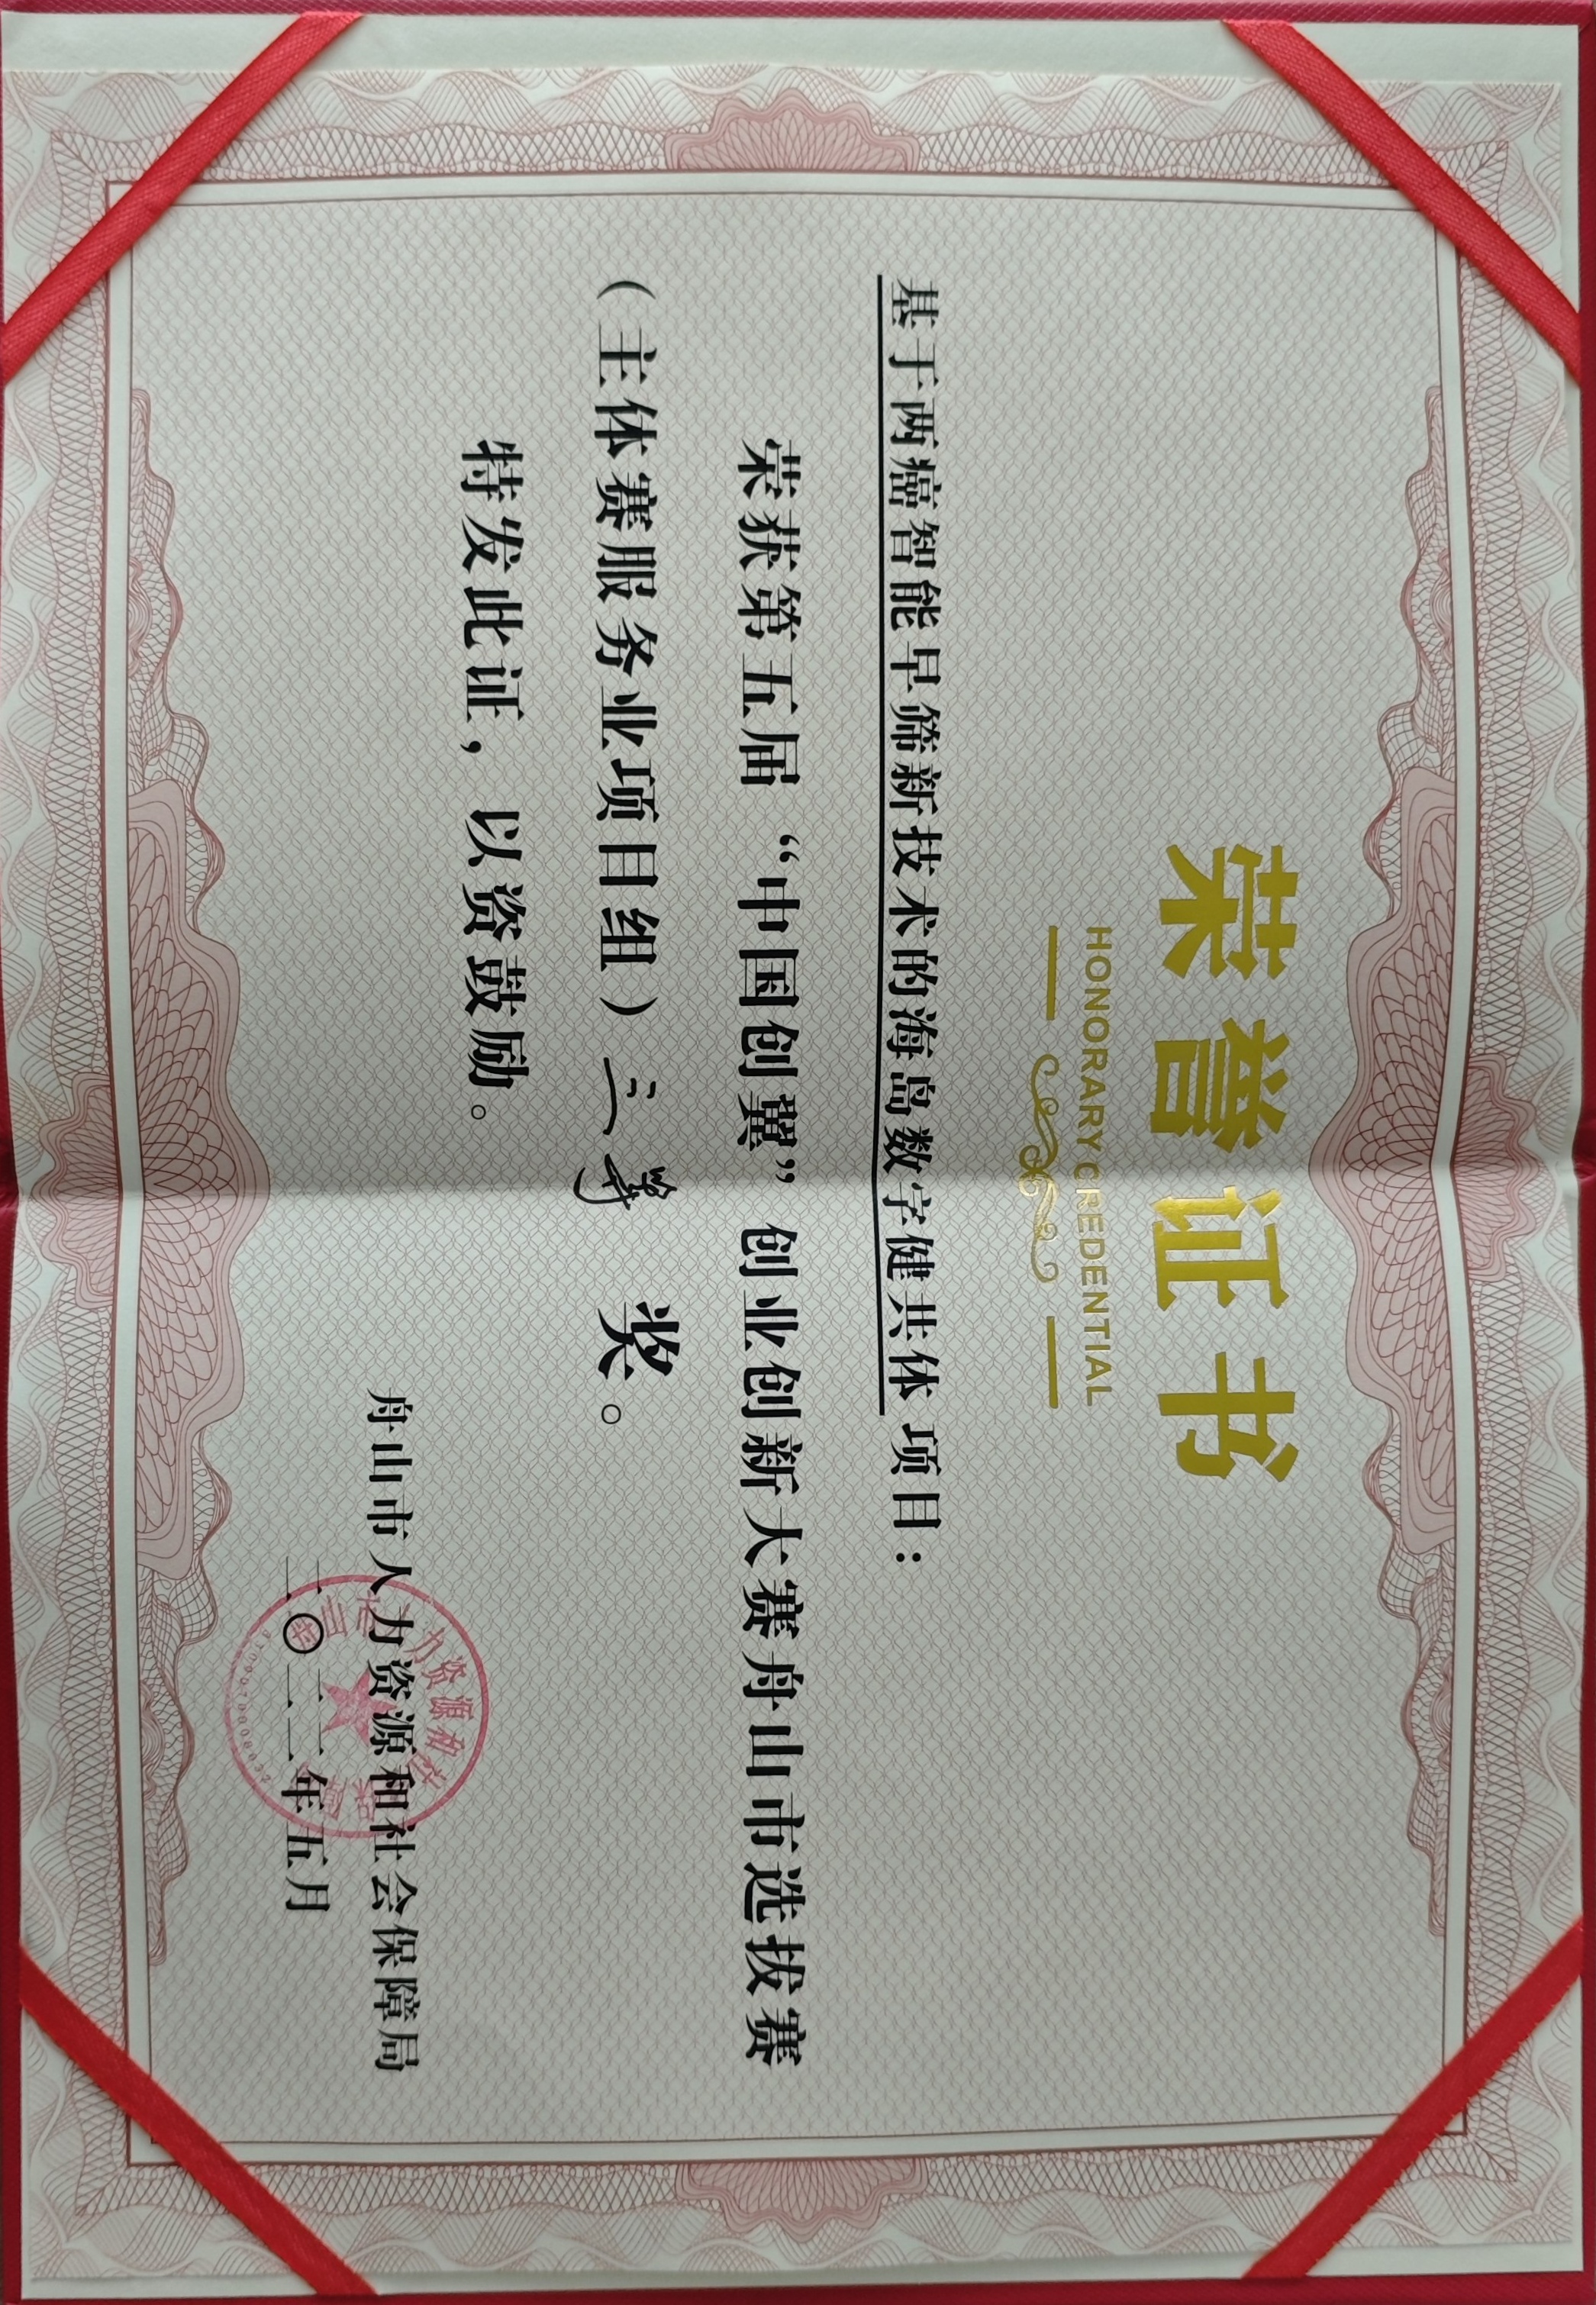 荣誉证书
HONORARY CREDENTIAL
基于两癌智能早筛新技术的海岛数字健共体 项目：
荣获第五届“中国创翼”创业创新大赛舟山市选拔赛
（主体赛服务业项目组）三等 奖。
特发此证，以资鼓励。
舟山市人力资源和社会保障局
二〇二二年五月